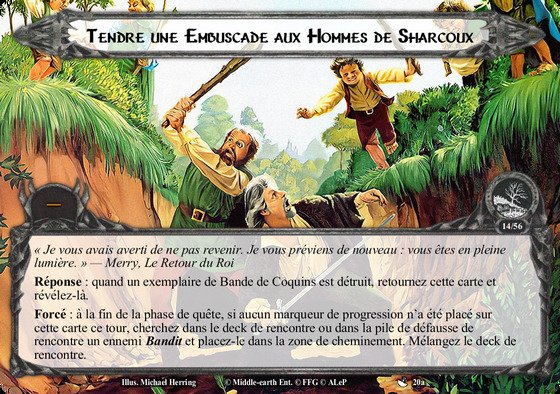 TENDRE UNE EMBUSCADE AUX HOMMES DE SHARCOUX
14/56
« Je vous avais averti de ne pas revenir. Je vous préviens de nouveau : vous êtes en pleine
lumière. » — Merry, Le Retour du Roi
Réponse : quand un exemplaire de Bande de Coquins est détruit, retournez cette carte et
révélez-là.
Forcé : à la fin de la phase de quête, si aucun marqueur de progression n'a été placé sur
cette carte ce tour, cherchez dans le deck de rencontre ou dans la pile de défausse de
rencontre un ennemi Bandit et placez-le dans la zone de cheminement. Mélangez le deck de
rencontre.
Illus. Michael Herring
© Middle-earth Ent. © FFG © ALeP